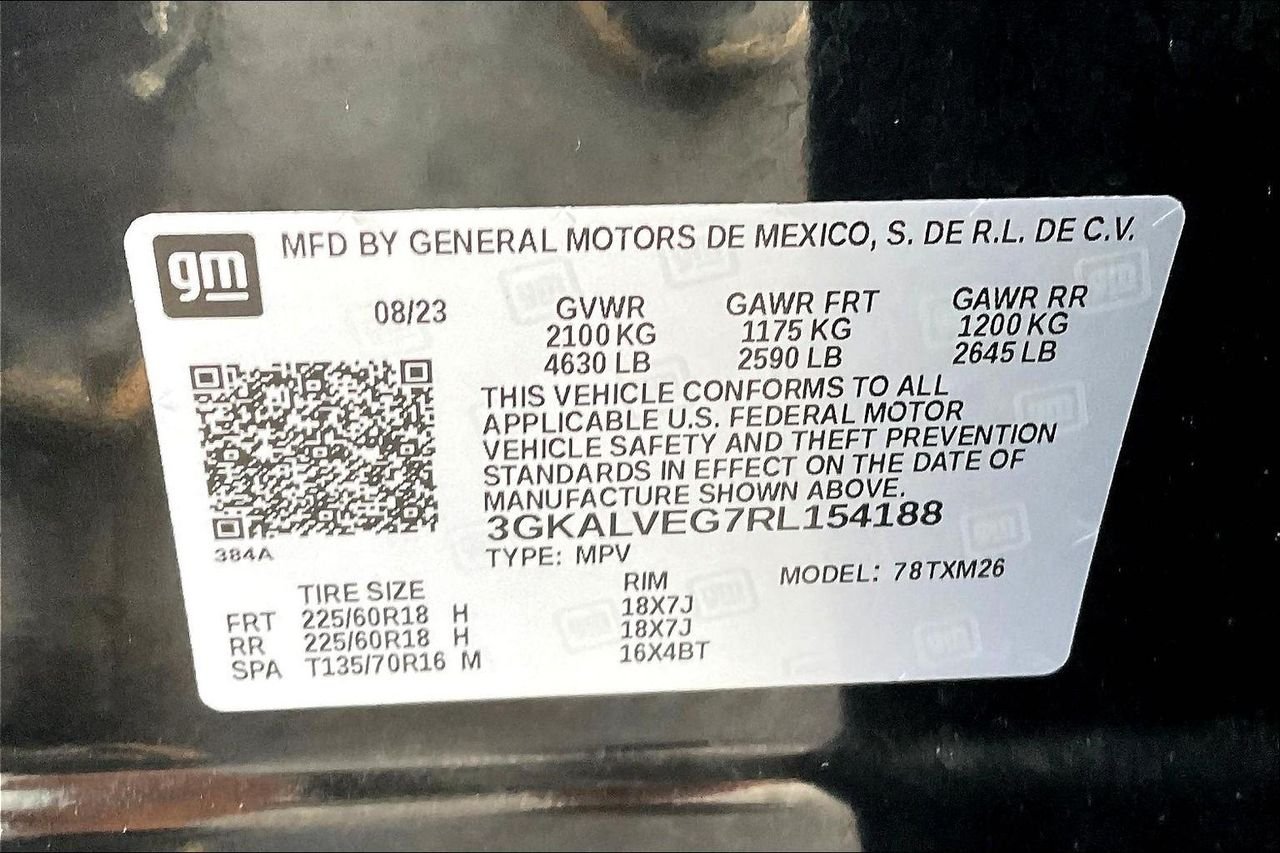 gm
MFD BY GENERAL MOTORS DE MEXICO, S. DE R.L. DE C.V.
08/23 GVWR GAWR FRT GAWR RR
2100 KG 1175 KG 1200 KG
4630 LB 2590 LB 2645 LB
THIS VEHICLE CONFORMS TO ALL
APPLICABLE U.S. FEDERAL MOTOR
VEHICLE SAFETY AND THEFT PREVENTION
STANDARDS IN EFFECT ON THE DATE OF
MANUFACTURE SHOWN ABOVE.
3GKALVEG7RL154188
384A
TYPE: MPV MODEL: 78TXM26
TIRE SIZE RIM
FRT 225/60R18 H 18X7J
RR 225/60R18 H 18X7J
SPA T135/70R16 M 16X4BT